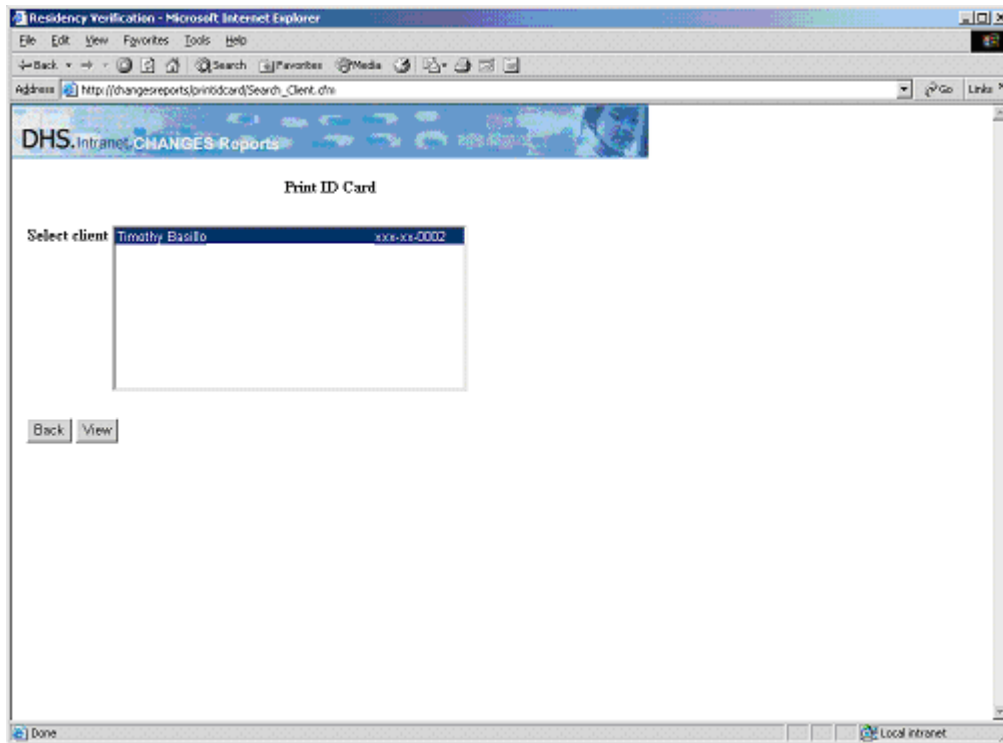 Residency Verification - Microsoft Internet Explorer
File Edit View Favorites Tools Help
Back Search Favorites Media
Address http://changesreports/printidcard/Search_Client.cfm Go Links
DHS. Intranet. CHANGES Reports
Print ID Card
Select client Timothy Basillo xxx-xx-0002
Back View
Done Local intranet